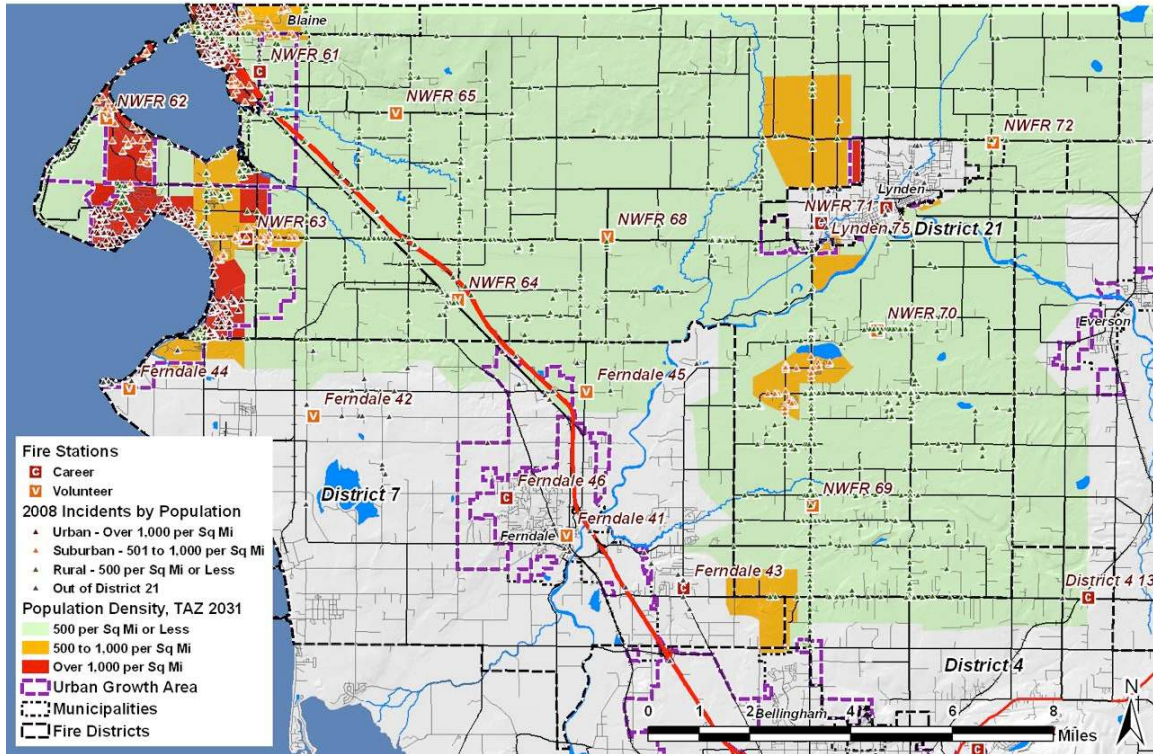 Blaine
NWFR 61
NWFR 62
NWFR 65
NWFR 72
Lynden
NWFR 71
NWFR 63
NWFR 68
Lynden 75
District 21
NWFR 64
Everson
NWFR 70
Ferndale 44
Ferndale 45
Ferndale 42
Fire Stations
C Career
V Volunteer
2008 Incidents by Population
Urban - Over 1,000 per Sq Mi
Suburban - 501 to 1,000 per Sq Mi
Rural - 500 per Sq Mi or Less
Out of District 21
Population Density, TAZ 2031
500 per Sq Mi or Less
500 to 1,000 per Sq Mi
Over 1,000 per Sq Mi
Urban Growth Area
Municipalities
Fire Districts
District 7
Ferndale 46
NWFR 69
Ferndale 41
Ferndale
Ferndale 43
District 4 13
District 4
N
Bellingham
0 1 2 4 6 8
Miles